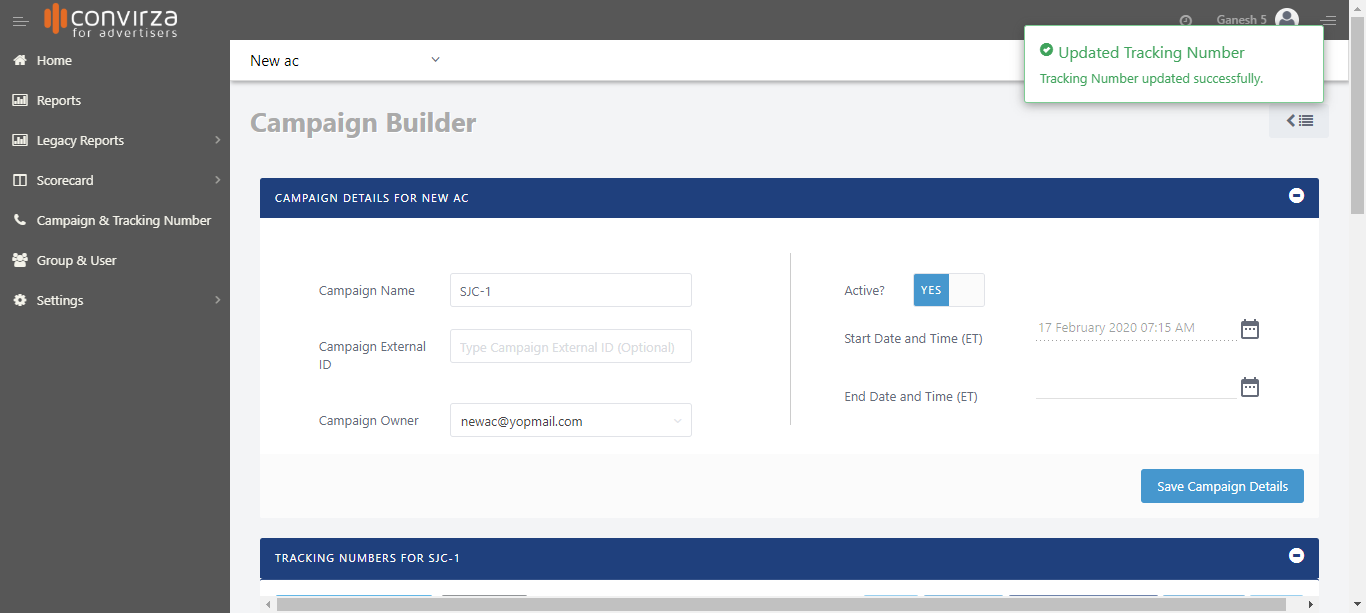 convirza
for advertisers
Ganesh 5
Home
Reports
Legacy Reports
Scorecard
Campaign & Tracking Number
Group & User
Settings
New ac
Updated Tracking Number
Tracking Number updated successfully.
Campaign Builder
CAMPAIGN DETAILS FOR NEW AC
Campaign Name
SJC-1
Campaign External
ID
Type Campaign External ID (Optional)
Campaign Owner
newac@yopmail.com
Active?
YES
Start Date and Time (ET)
17 February 2020 07:15 AM
End Date and Time (ET)
Save Campaign Details
TRACKING NUMBERS FOR SJC-1